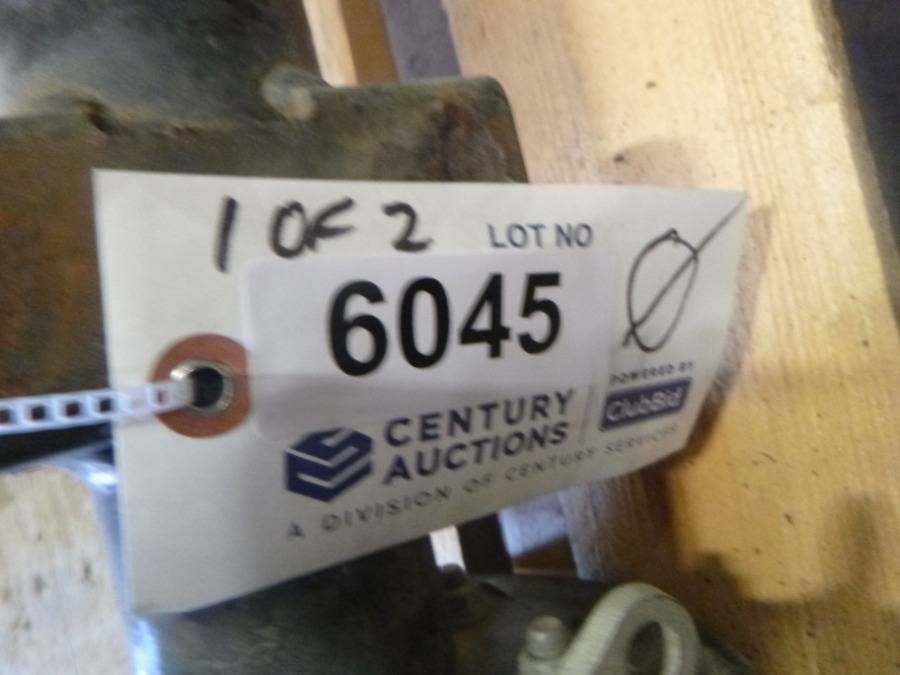 1 OF 2
LOT NO
6045
Ø
CENTURY
AUCTIONS
A DIVISION OF CENTURY SERVICES
POWERED BY
ClubBid